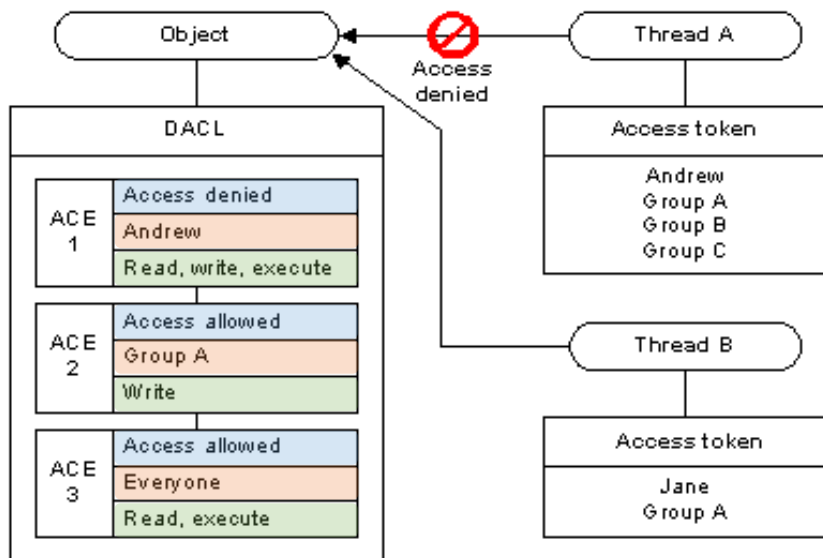 Object
Thread A
Access
denied
DACL
Access token
ACE
1
Access denied
Andrew
Read, write, execute
Andrew
Group A
Group B
Group C
ACE
2
Access allowed
Group A
Write
Thread B
ACE
3
Access allowed
Everyone
Read, execute
Access token
Jane
Group A